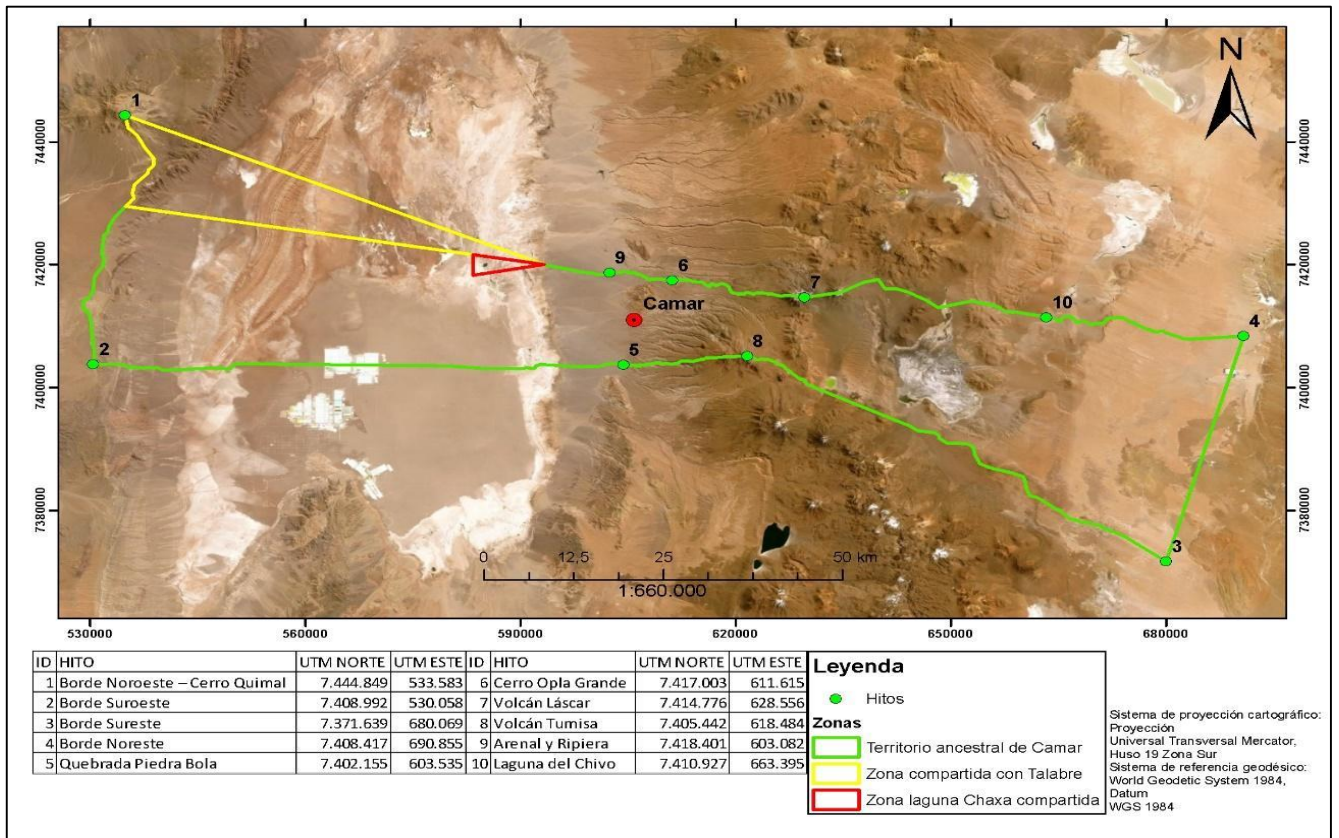 N
1
2
3
4
5
6
7
8
9
10
Camar
0 12,5 25 50 km
1:660.000
7440000
7420000
7400000
7380000
7440000
7420000
7400000
7380000
530000 560000 590000 620000 650000 680000
ID HITO UTM NORTE UTM ESTE ID HITO UTM NORTE UTM ESTE
1 Borde Noroeste – Cerro Quimal 7.444.849 533.583 6 Cerro Opla Grande 7.417.003 611.615
2 Borde Suroeste 7.408.992 530.058 7 Volcán Láscar 7.414.776 628.556
3 Borde Sureste 7.371.639 680.069 8 Volcán Tumisa 7.405.442 618.484
4 Borde Noreste 7.408.417 690.855 9 Arenal y Ripiera 7.418.401 603.082
5 Quebrada Piedra Bola 7.402.155 603.535 10 Laguna del Chivo 7.410.927 663.395
Leyenda
Hitos
Zonas
Territorio ancestral de Camar
Zona compartida con Talabre
Zona laguna Chaxa compartida
Sistema de proyección cartográfico:
Proyección
Universal Transversal Mercator,
Huso 19 Zona Sur
Sistema de referencia geodésico:
World Geodetic System 1984,
Datum
WGS 1984